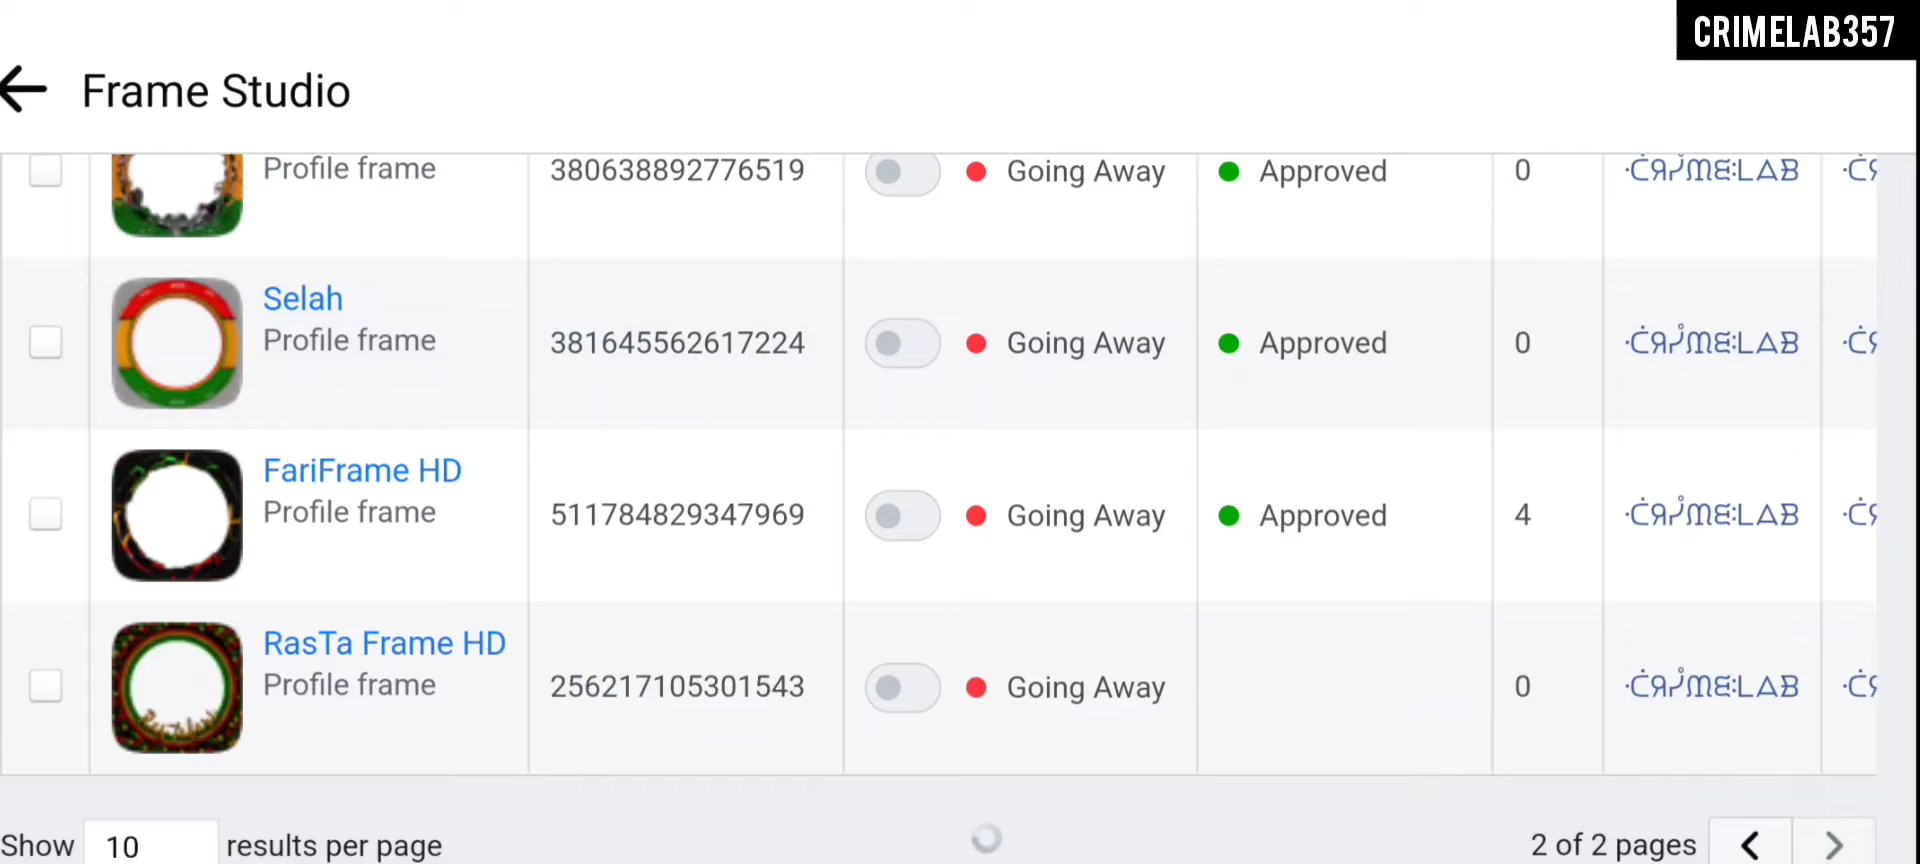 CRIMELAB357
Frame Studio
Profile frame 380638892776519 Going Away Approved 0
Selah
Profile frame 381645562617224 Going Away Approved 0
FariFrame HD
Profile frame 511784829347969 Going Away Approved 4
RasTa Frame HD
Profile frame 256217105301543 Going Away 0
Show 10 results per page 2 of 2 pages